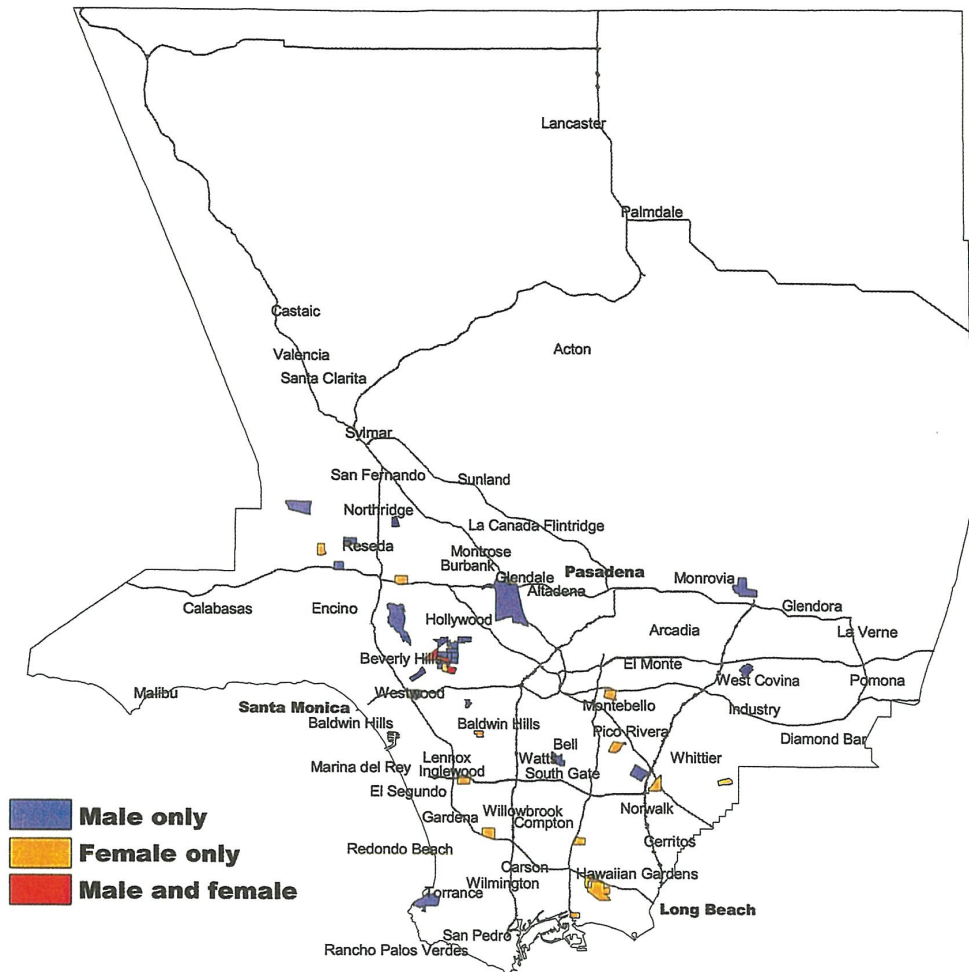 Lancaster
Palmdale
Castaic
Acton
Valencia
Santa Clarita
Sylmar
San Fernando
Sunland
Northridge
La Canada Flintridge
Reseda
Montrose
Burbank
Glendale
Pasadena
Altadena
Monrovia
Calabasas
Encino
Hollywood
Glendora
Arcadia
La Verne
Beverly Hills
El Monte
Malibu
Westwood
West Covina
Pomona
Santa Monica
Montebello
Industry
Baldwin Hills
Baldwin Hills
Pico Rivera
Diamond Bar
Bell
Marina del Rey
Lennox
Watts
Whittier
Inglewood
South Gate
El Segundo
Male only
Gardena
Willowbrook
Norwalk
Compton
Female only
Redondo Beach
Cerritos
Carson
Hawaiian Gardens
Male and female
Torrance
Wilmington
Long Beach
San Pedro
Rancho Palos Verdes